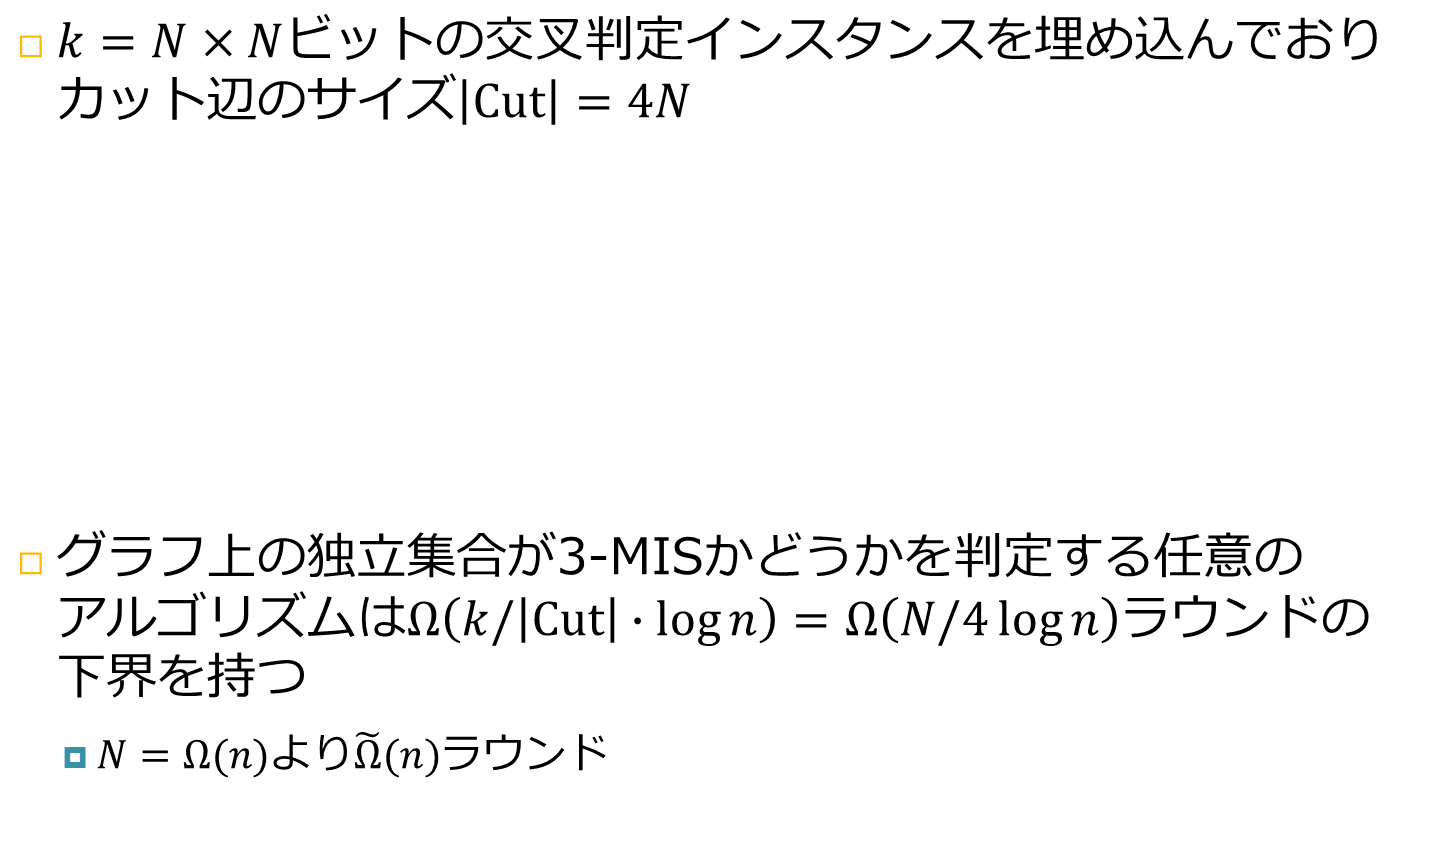 k = N × Nビットの交叉判定インスタンスを埋め込んでおり
カット辺のサイズ|Cut| = 4N
グラフ上の独立集合が3-MISかどうかを判定する任意の
アルゴリズムはΩ(k/|Cut| · log n) = Ω(N/4 log n)ラウンドの
下界を持つ
N = Ω(n)よりΩ̃(n)ラウンド